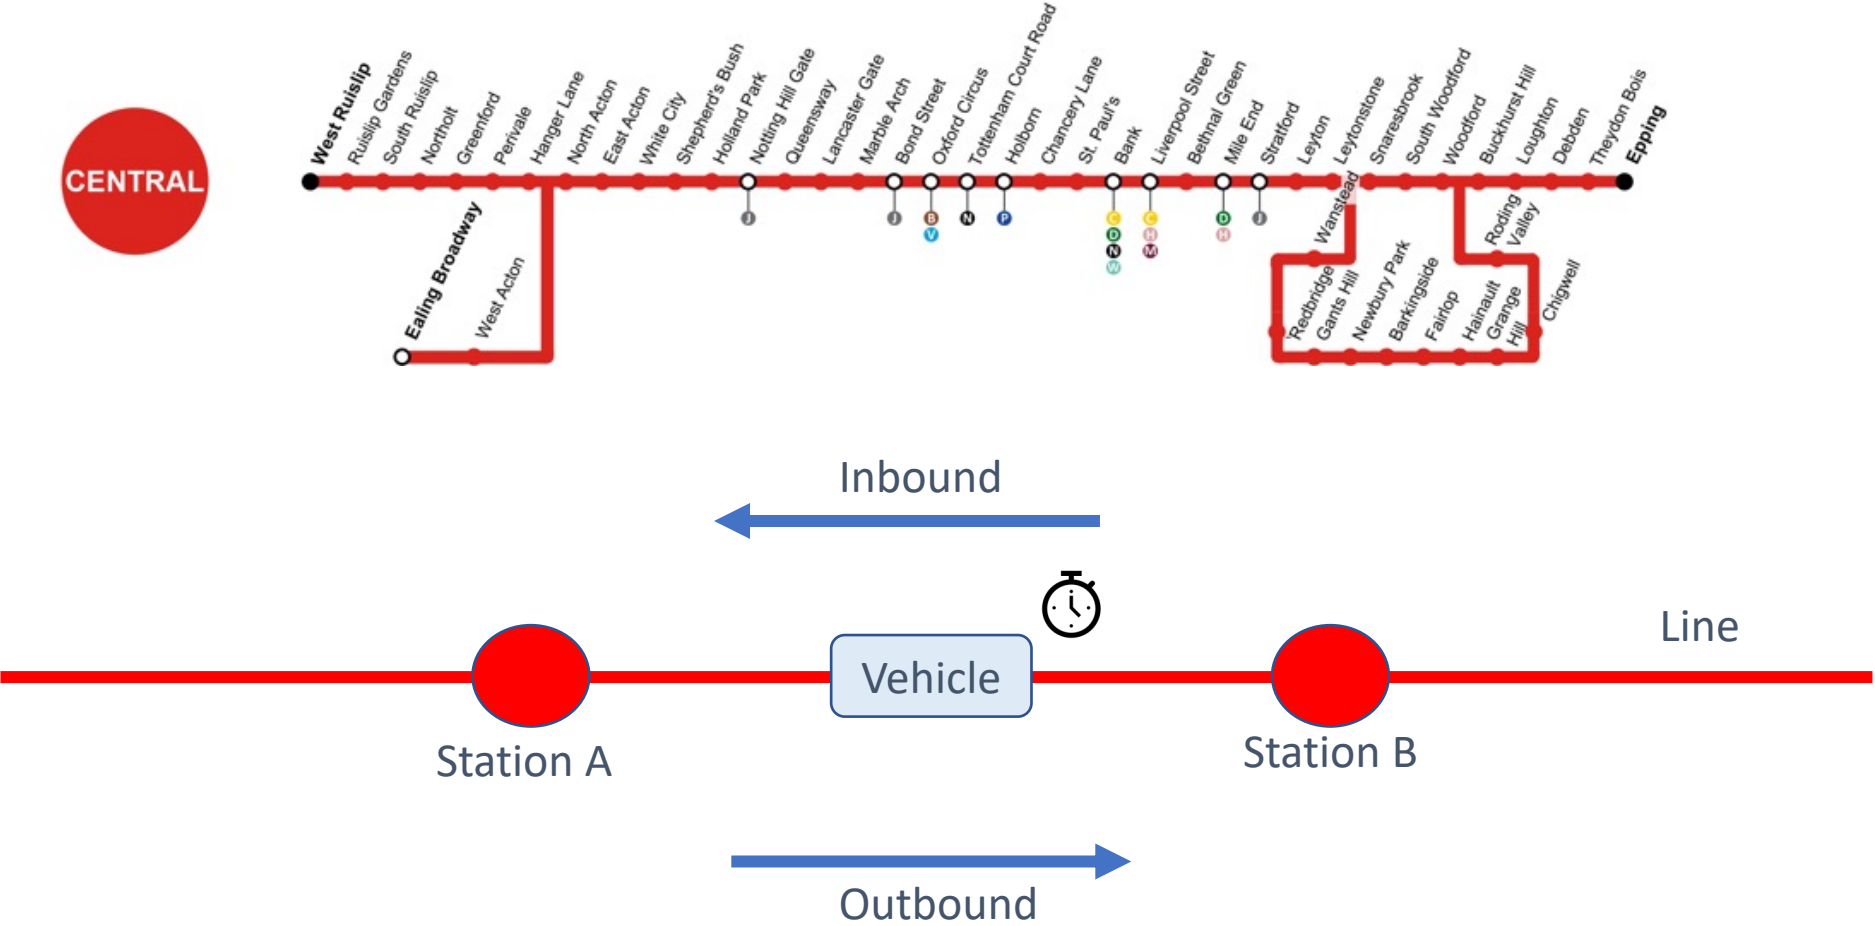 CENTRAL
West Ruislip
Ruislip Gardens
South Ruislip
Northolt
Greenford
Perivale
Hanger Lane
North Acton
East Acton
White City
Shepherd's Bush
Holland Park
Notting Hill Gate
Queensway
Lancaster Gate
Marble Arch
Bond Street
Oxford Circus
Tottenham Court Road
Holborn
Chancery Lane
St. Paul's
Bank
Liverpool Street
Bethnal Green
Mile End
Stratford
Leyton
Leytonstone
Snaresbrook
South Woodford
Woodford
Buckhurst Hill
Loughton
Debden
Theydon Bois
Epping
J
J
B
V
N
P
C
D
N
W
C
H
M
D
H
J
Ealing Broadway
West Acton
Wanstead
Redbridge
Gants Hill
Newbury Park
Barkingside
Fairlop
Hainault
Grange
Hill
Chigwell
Roding
Valley
Inbound
Line
Vehicle
Station A
Station B
Outbound